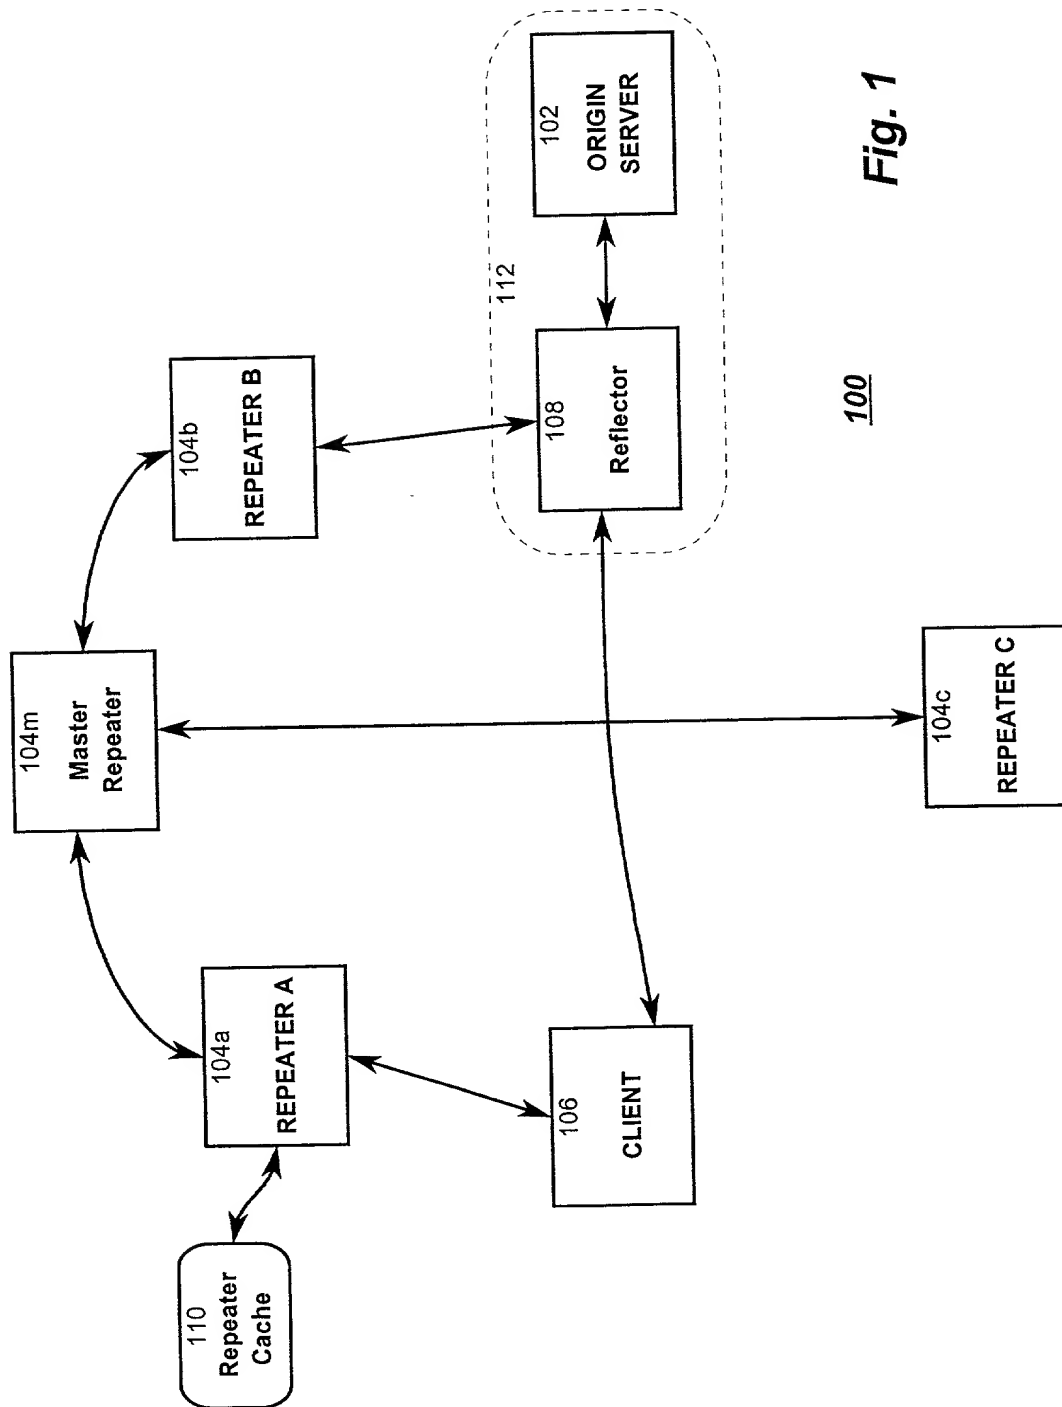 110
Repeater
Cache
104a
REPEATER A
104m
Master
Repeater
104b
REPEATER B
106
CLIENT
112
108
Reflector
102
ORIGIN
SERVER
104c
REPEATER C
100
Fig. 1